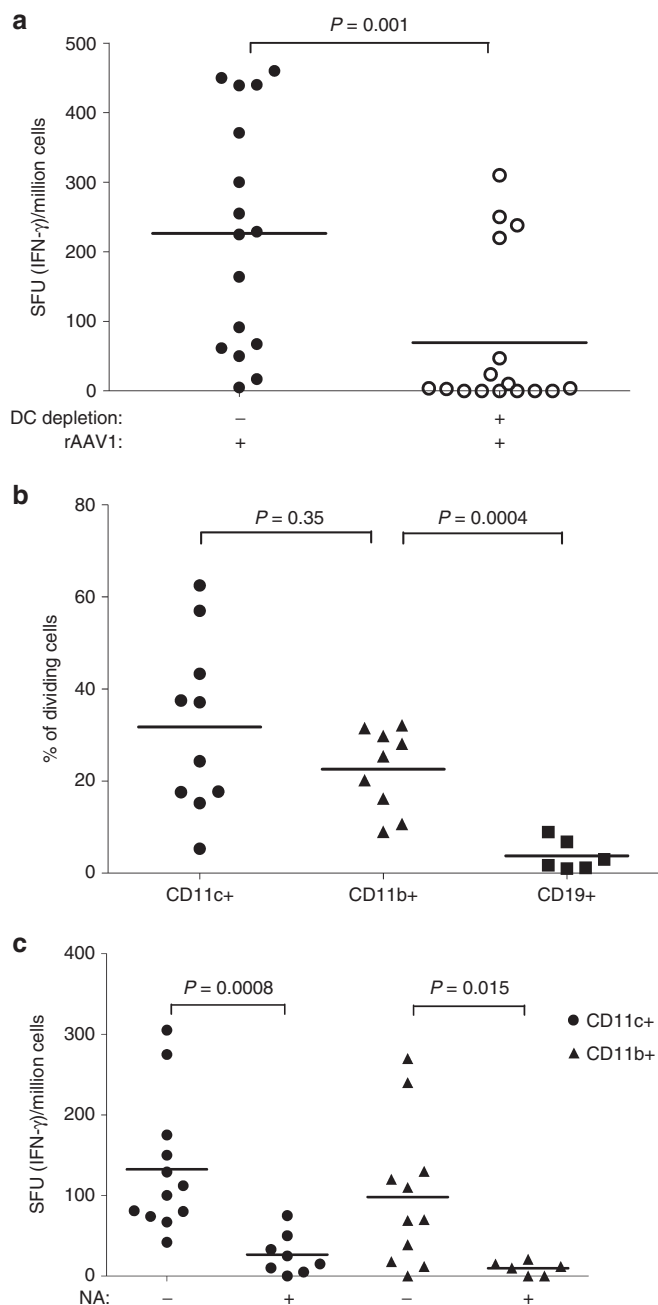 a
P = 0.001
500
400
300
200
100
0
SFU (IFN-γ)/million cells
DC depletion: − +
rAAV1: + +
b
80
60
40
20
0
% of dividing cells
P = 0.35
P = 0.0004
CD11c+ CD11b+ CD19+
c
400
300
200
100
0
SFU (IFN-γ)/million cells
P = 0.0008
P = 0.015
CD11c+
CD11b+
NA: − + − +